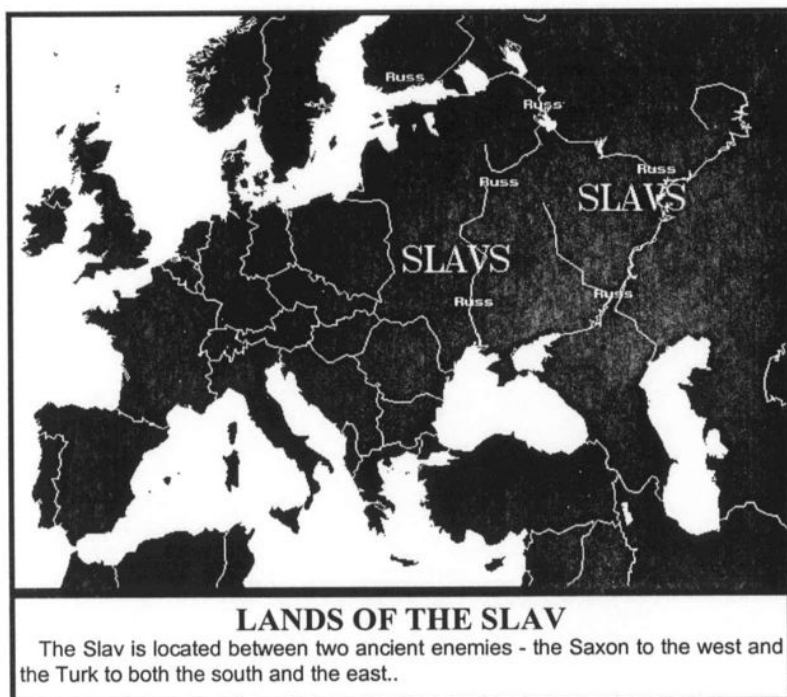 Russ
Russ
Russ
Russ
SLAVS
SLAVS
Russ
Russ
LANDS OF THE SLAV
The Slav is located between two ancient enemies - the Saxon to the west and
the Turk to both the south and the east..